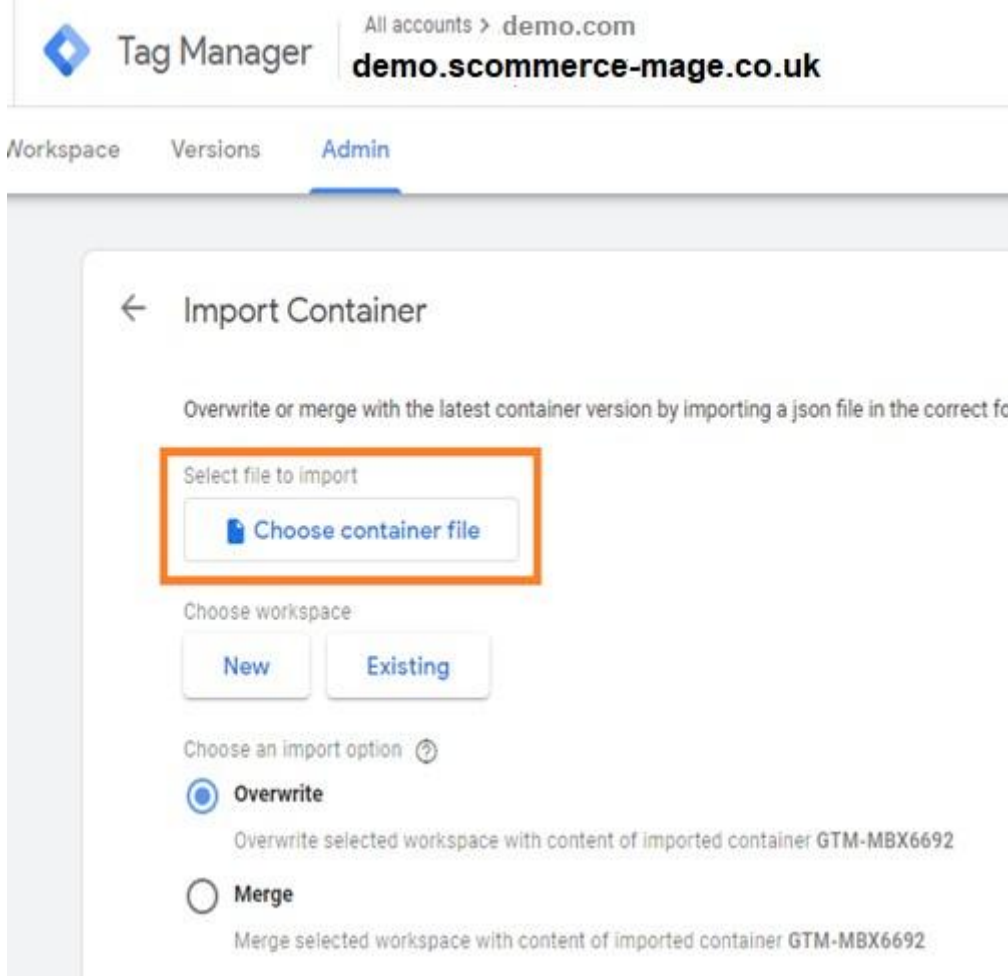 All accounts > demo.com
Tag Manager
demo.scommerce-mage.co.uk
Workspace Versions Admin
Import Container
Overwrite or merge with the latest container version by importing a json file in the correct
Select file to import
Choose container file
Choose workspace
New Existing
Choose an import option
Overwrite
Overwrite selected workspace with content of imported container GTM-MBX6692
Merge
Merge selected workspace with content of imported container GTM-MBX6692